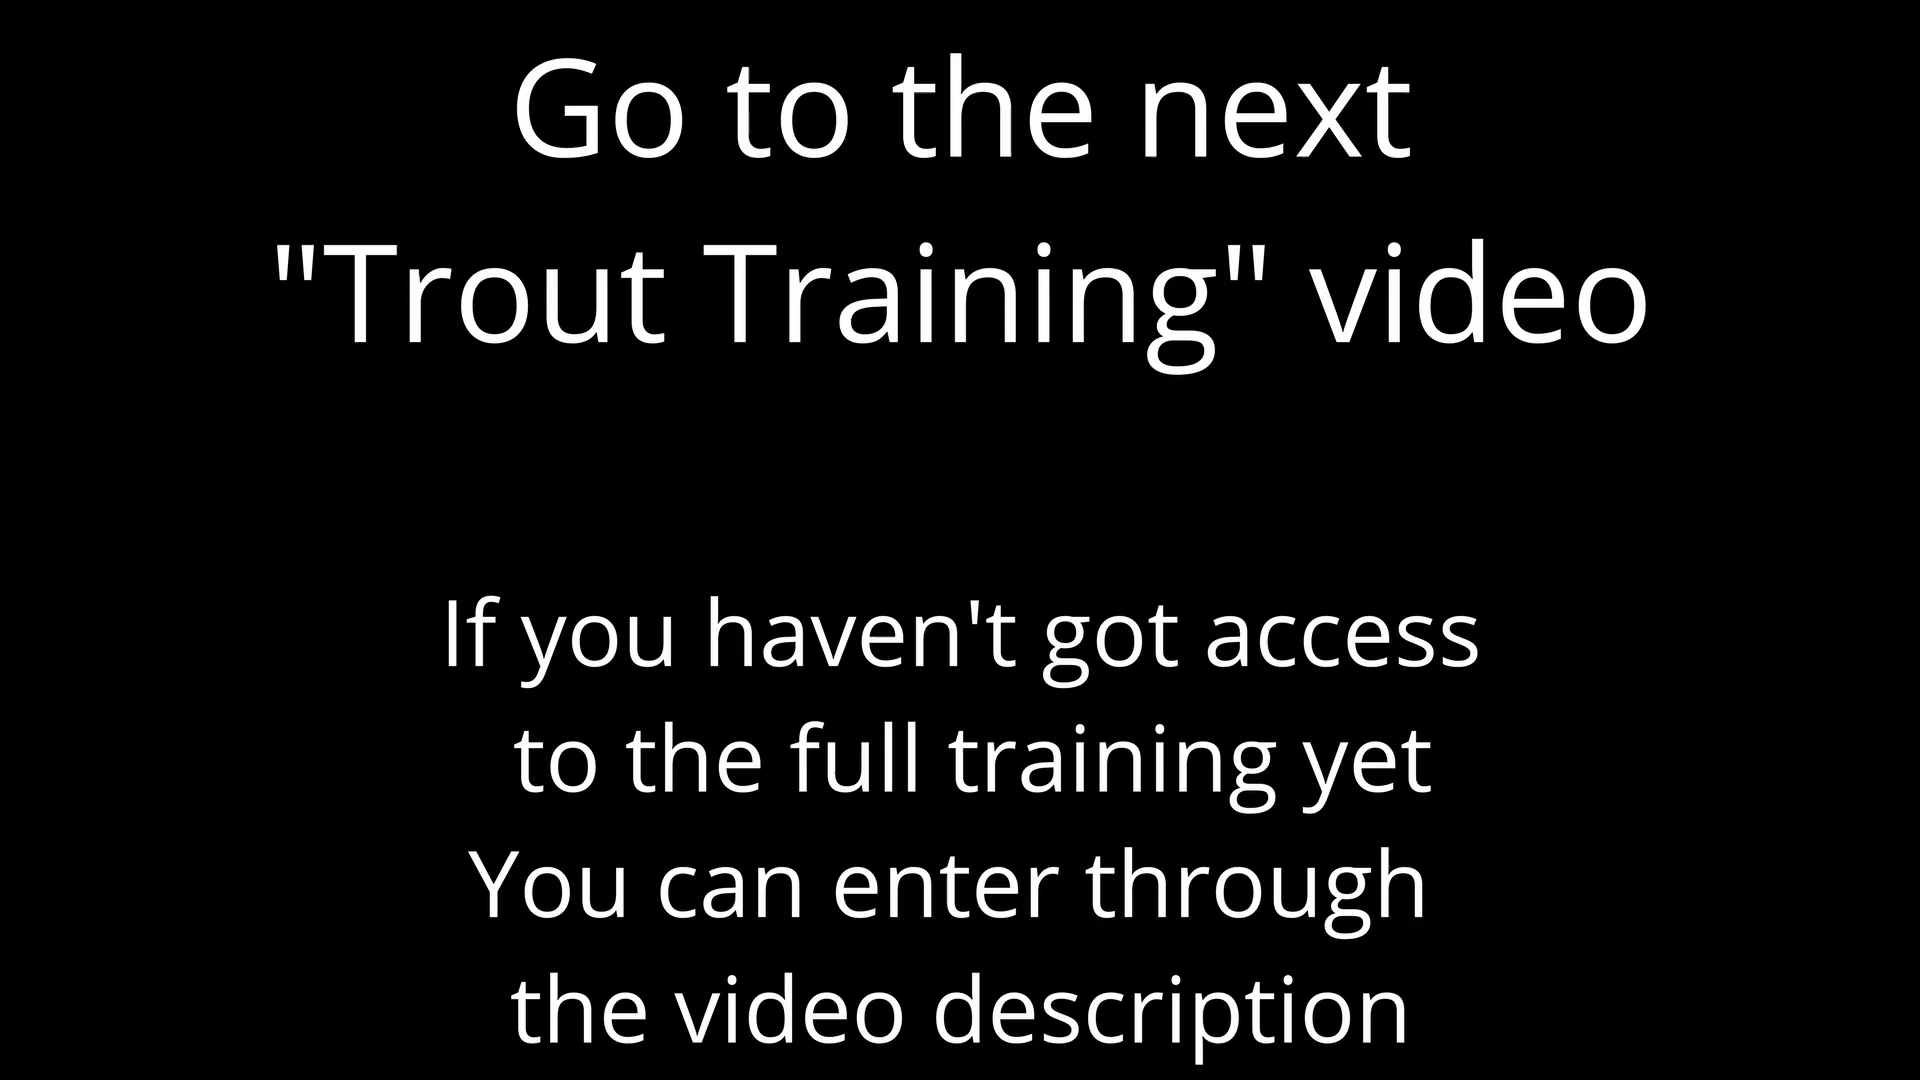 Go to the next
"Trout Training" video
If you haven't got access
to the full training yet
You can enter through
the video description